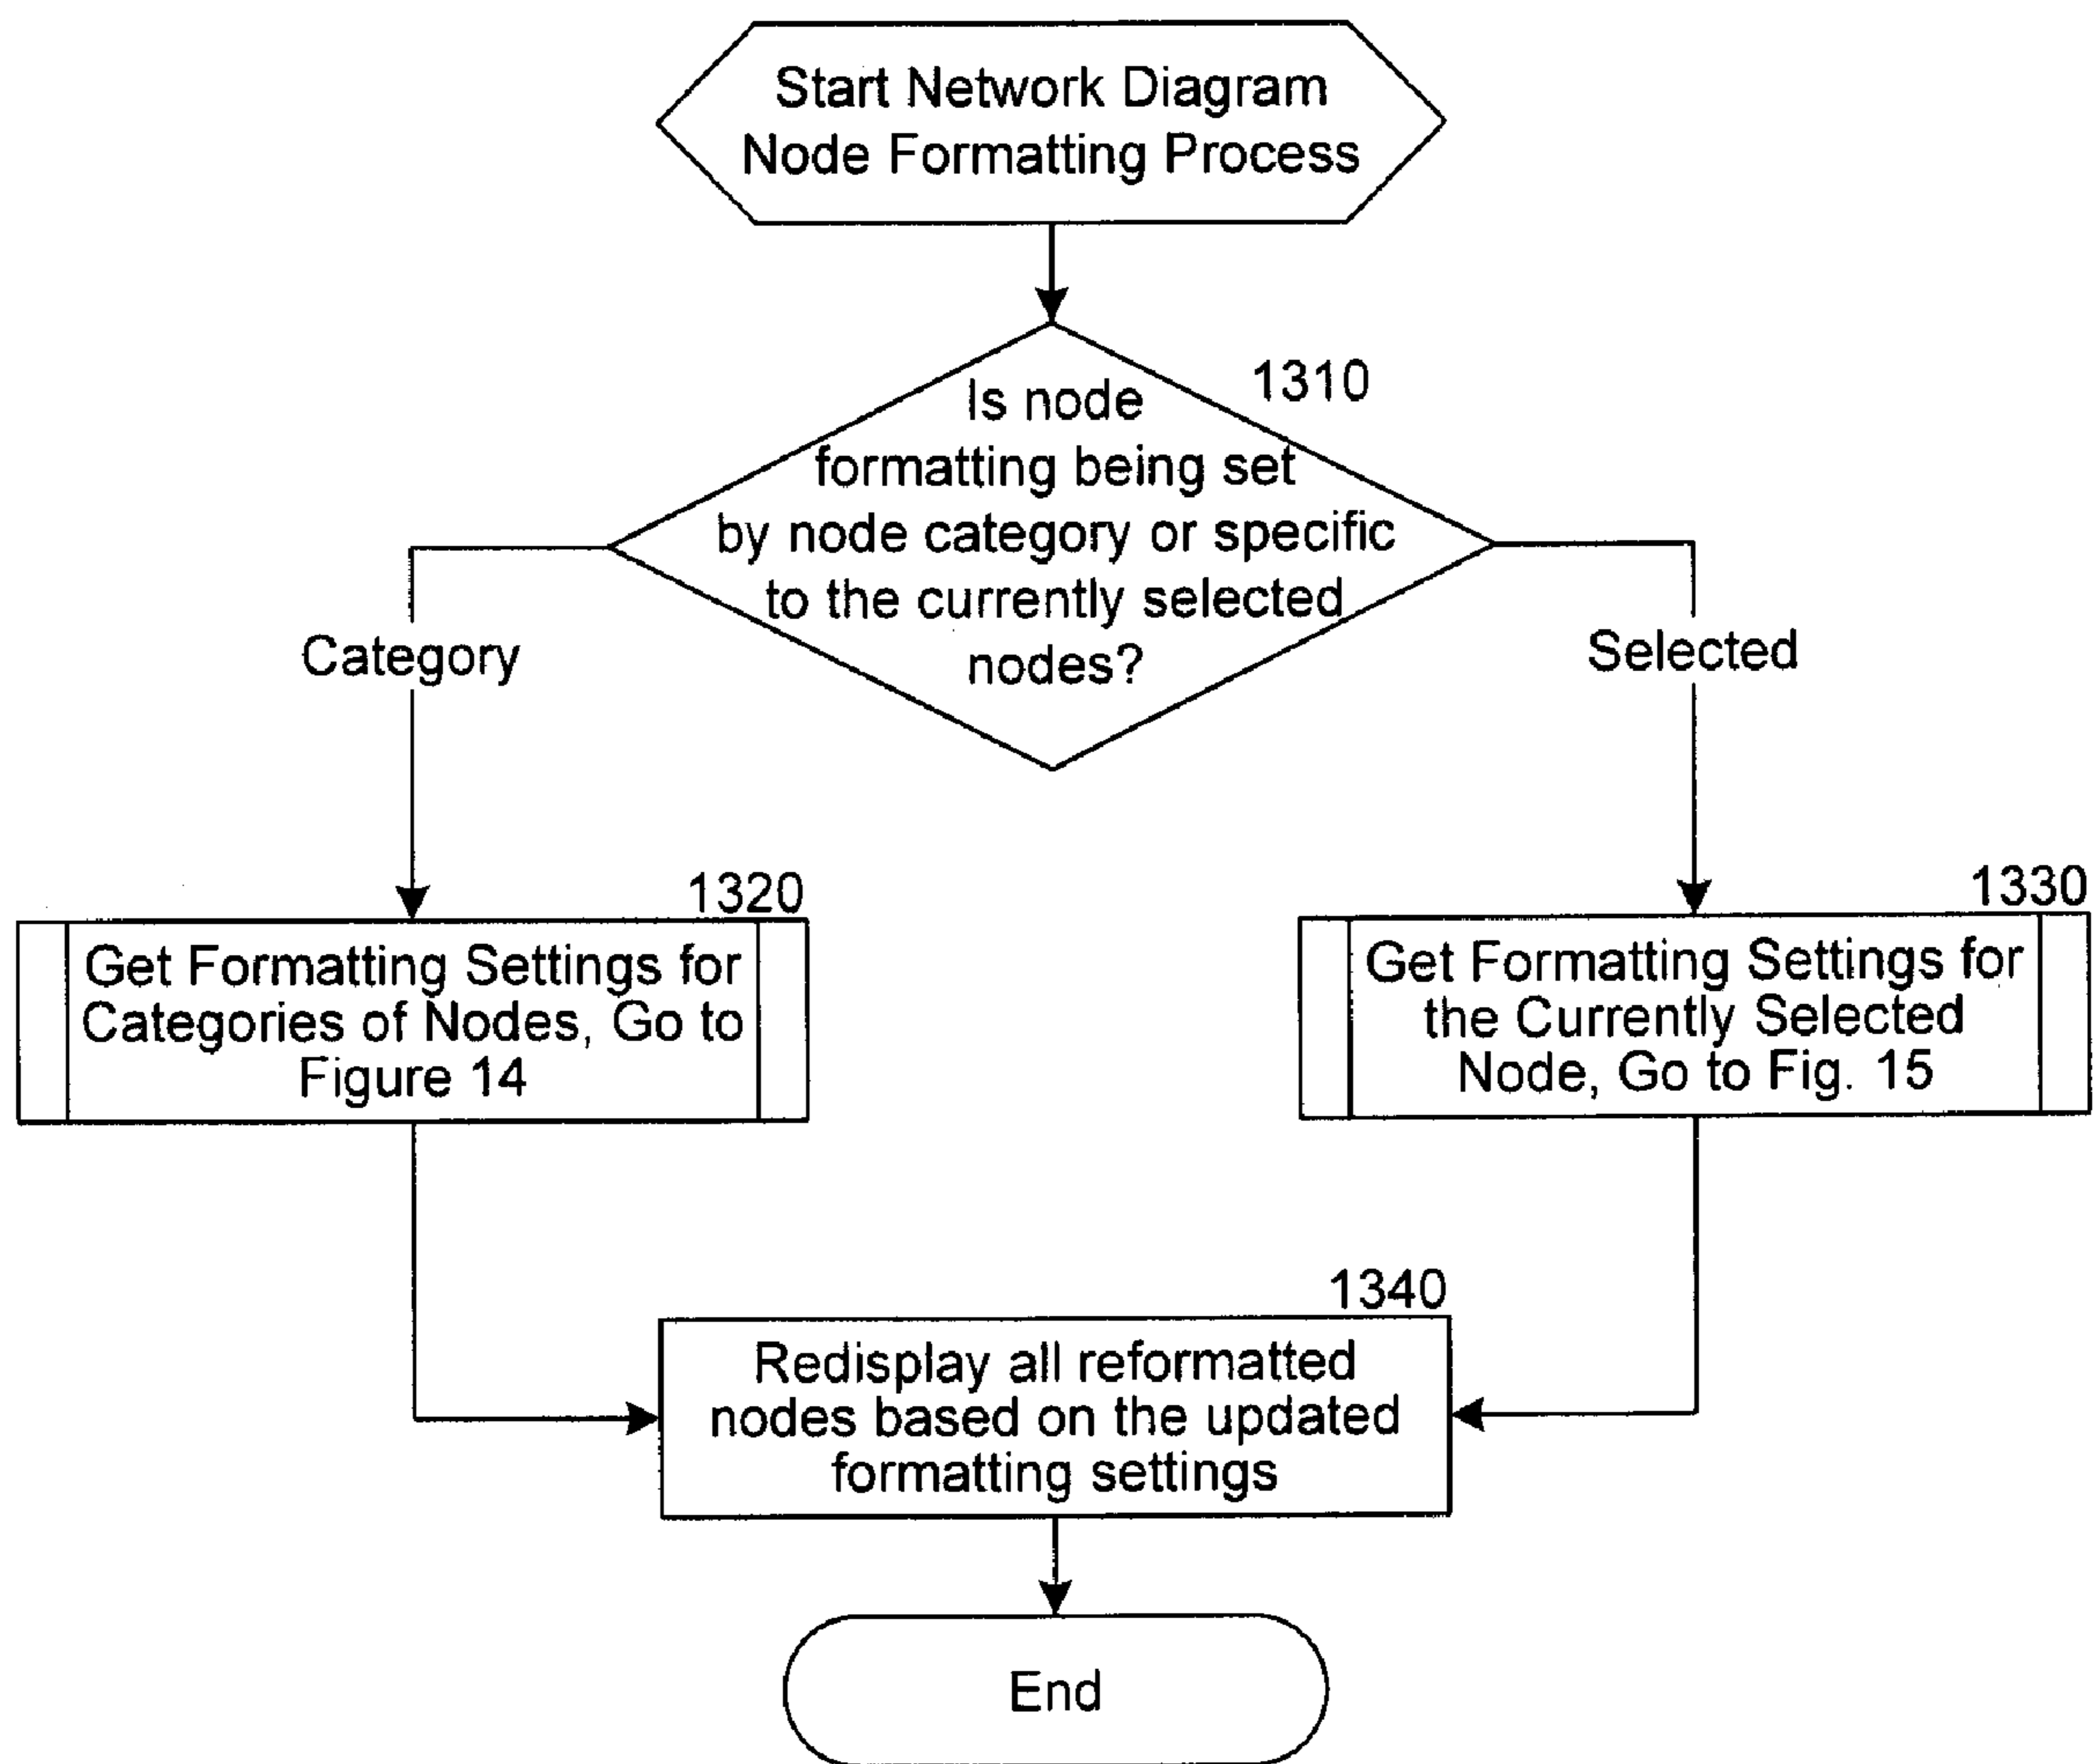 Start Network Diagram
Node Formatting Process
1310
Is node
formatting being set
by node category or specific
to the currently selected
nodes?
Category
Selected
1320
Get Formatting Settings for
Categories of Nodes, Go to
Figure 14
1330
Get Formatting Settings for
the Currently Selected
Node, Go to Fig. 15
1340
Redisplay all reformatted
nodes based on the updated
formatting settings
End